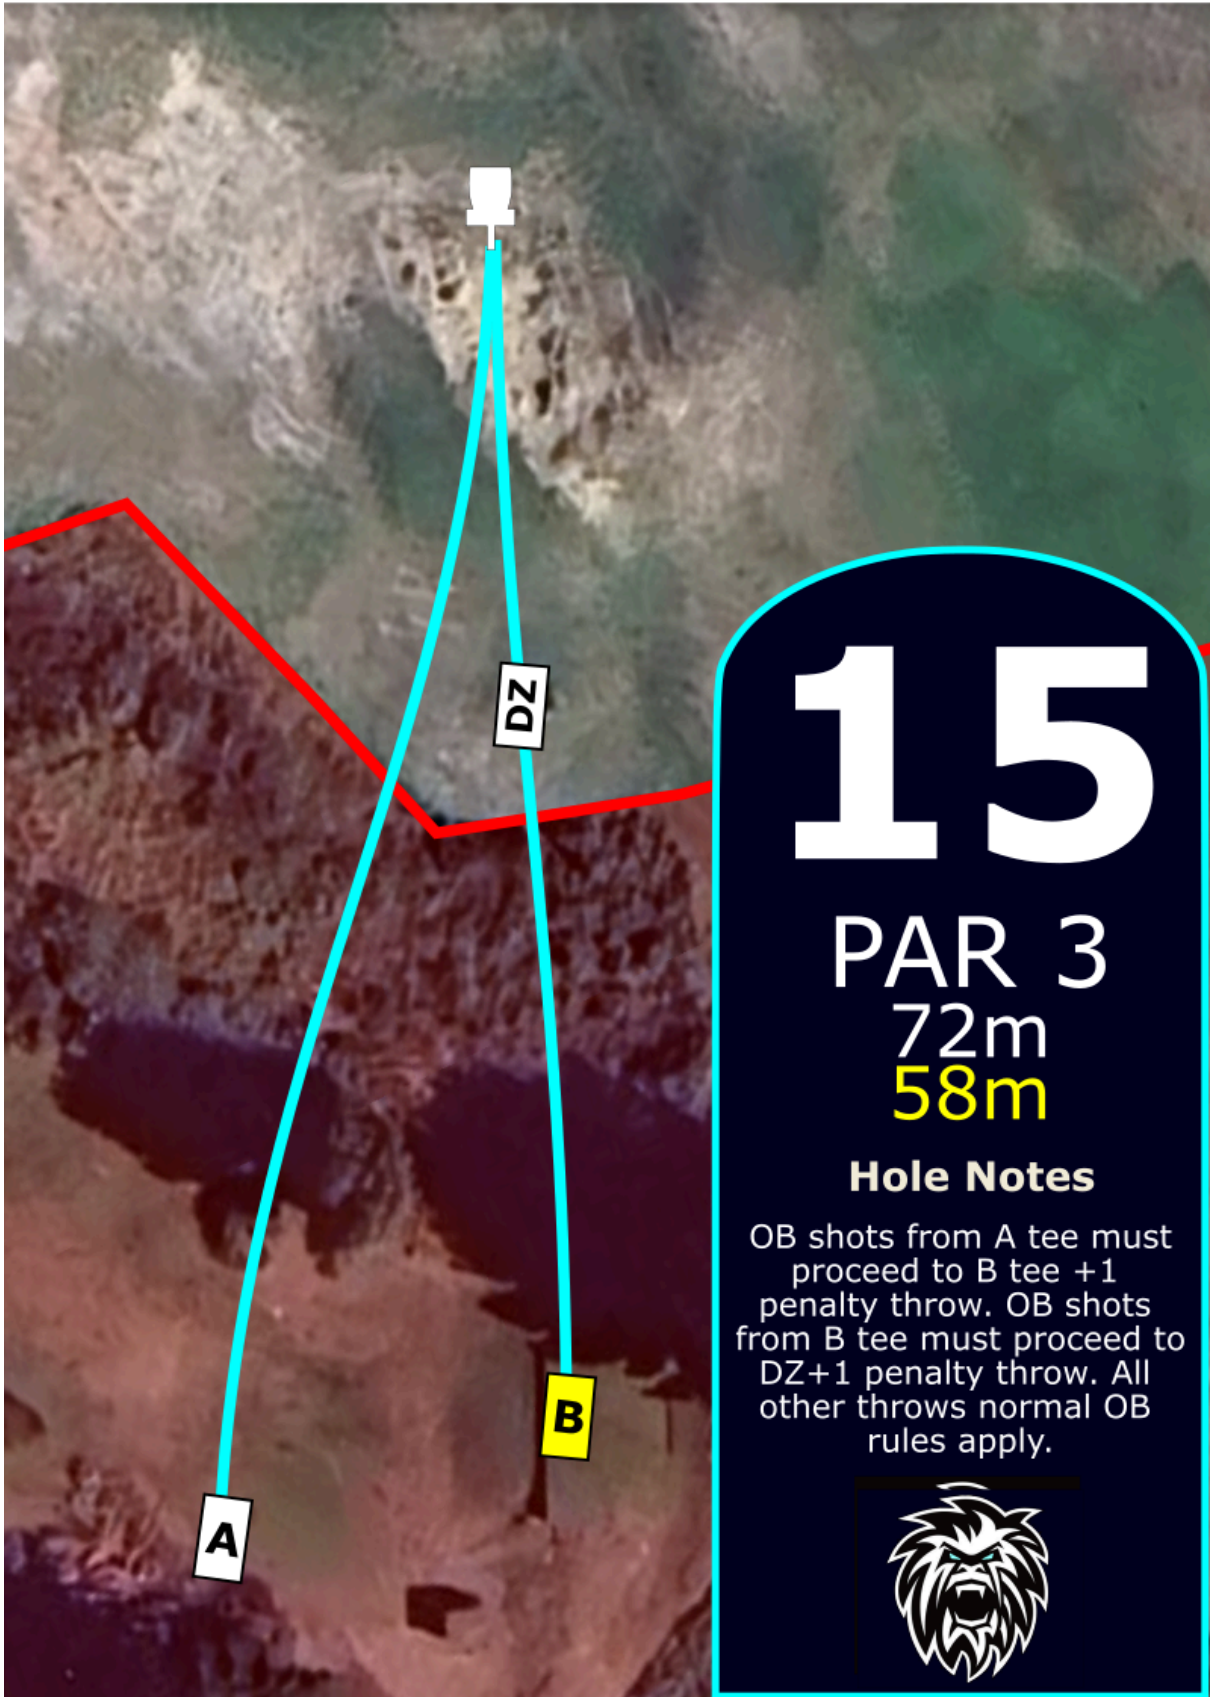 DZ
B
A
15
PAR 3
72m
58m
Hole Notes
OB shots from A tee must
proceed to B tee +1
penalty throw. OB shots
from B tee must proceed to
DZ+1 penalty throw. All
other throws normal OB
rules apply.